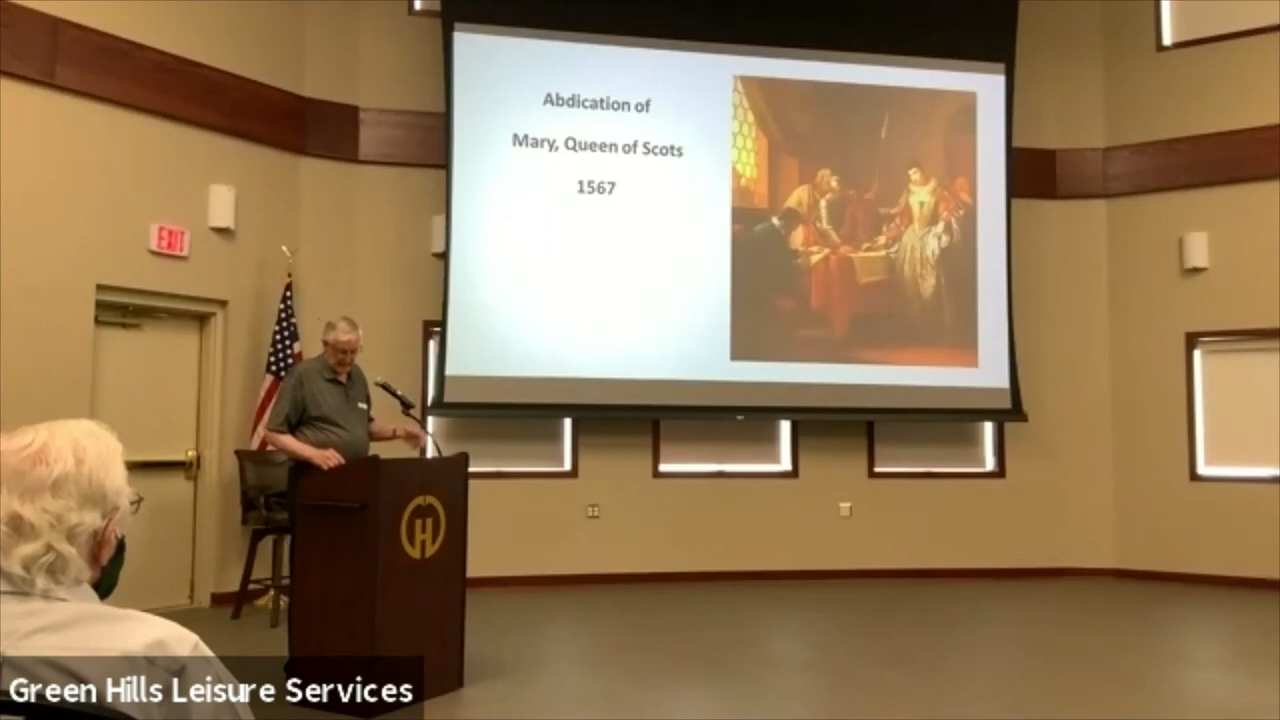 Abdication of
Mary, Queen of Scots
1567
EXIT
H
Green Hills Leisure Services